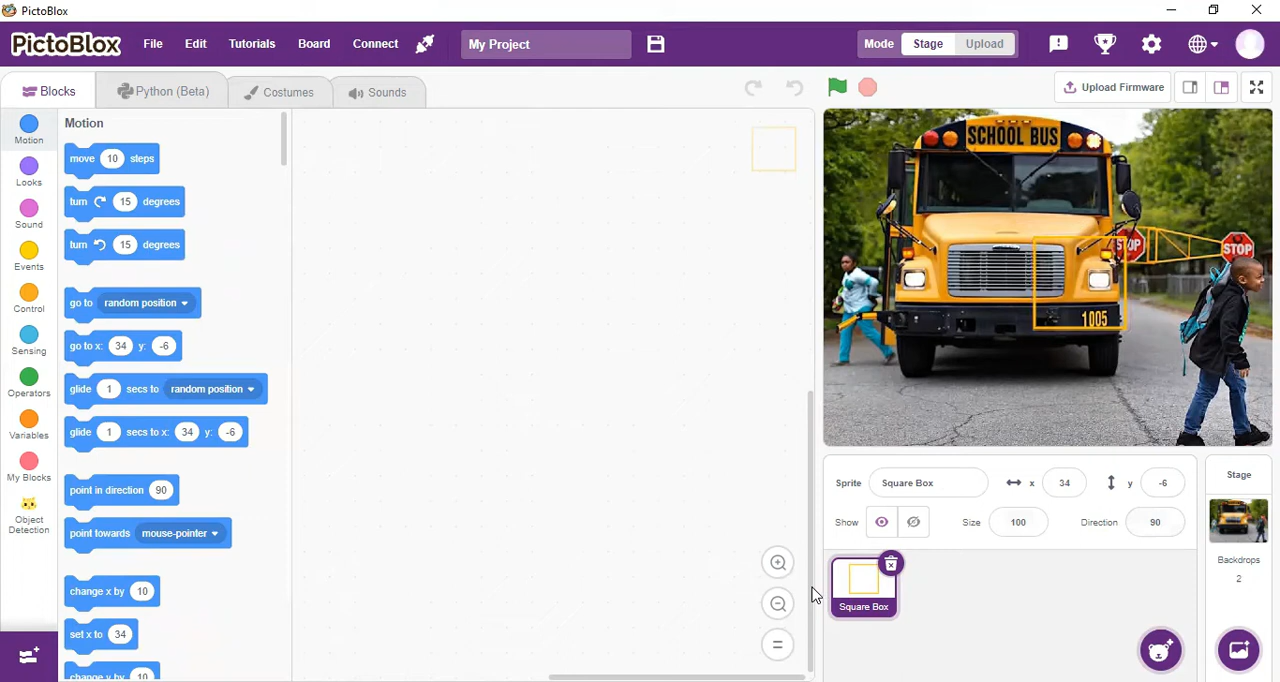 PictoBlox
PictoBlox File Edit Tutorials Board Connect My Project Mode Stage Upload
Blocks Python (Beta) Costumes Sounds Upload Firmware
Motion
Looks
Sound
Events
Control
Sensing
Operators
Variables
My Blocks
Object
Detection
Motion
move 10 steps
turn 15 degrees
turn 15 degrees
go to random position
go to x: 34 y: -6
glide 1 secs to random position
glide 1 secs to x: 34 y: -6
point in direction 90
point towards mouse-pointer
change x by 10
set x to 34
change y by 10
SCHOOL BUS
STOP STOP
1005
Sprite Square Box x 34 y -6
Show Size 100 Direction 90
Square Box
Stage
Backdrops
2